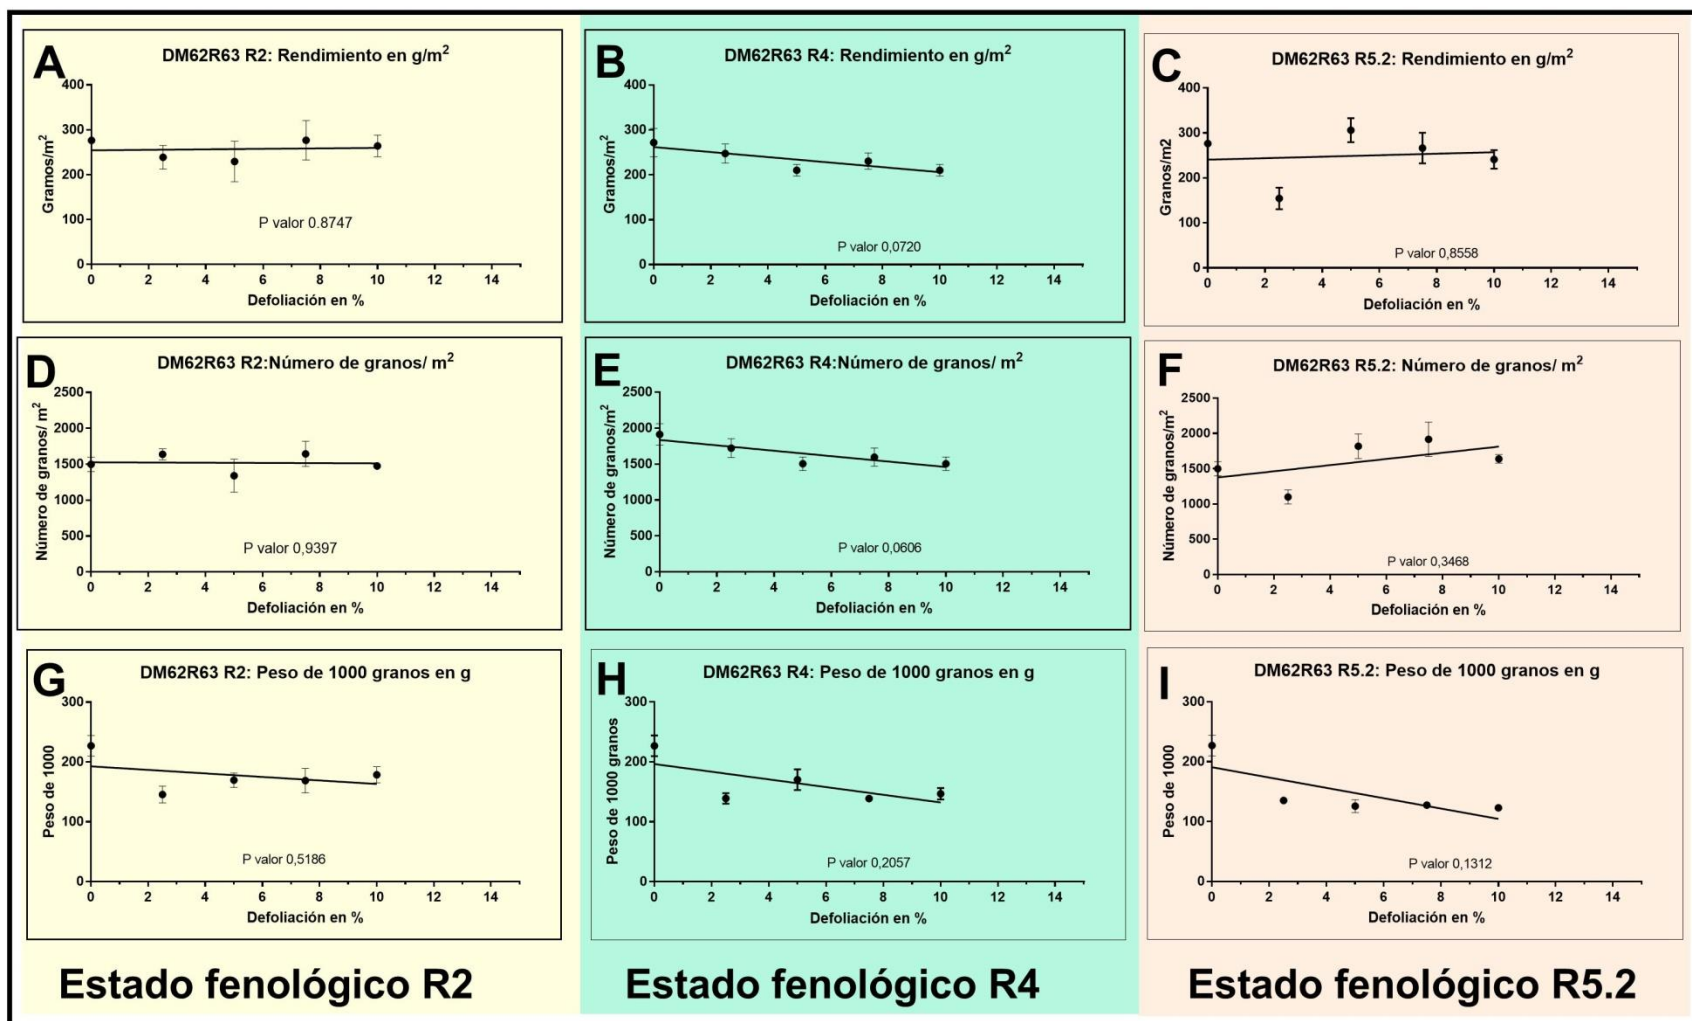 A
DM62R63 R2: Rendimiento en g/m²
Gramos/m²
400
300
200
100
0
P valor 0.8747
0 2 4 6 8 10 12 14
Defoliación en %
B
DM62R63 R4: Rendimiento en g/m²
Gramos/m²
400
300
200
100
0
P valor 0,0720
0 2 4 6 8 10 12 14
Defoliación en %
C
DM62R63 R5.2: Rendimiento en g/m²
Granos/m2
400
300
200
100
0
P valor 0,8558
0 2 4 6 8 10 12 14
Defoliación en %
D
DM62R63 R2:Número de granos/ m²
Número de granos/ m²
2500
2000
1500
1000
500
0
P valor 0,9397
0 2 4 6 8 10 12 14
Defoliación en %
E
DM62R63 R4:Número de granos/ m²
Número de granos/m²
2500
2000
1500
1000
500
0
P valor 0,0606
0 2 4 6 8 10 12 14
Defoliación en %
F
DM62R63 R5.2: Número de granos/ m²
Número de granos/m²
2500
2000
1500
1000
500
0
P valor 0,3468
0 2 4 6 8 10 12 14
Defoliación en %
G
DM62R63 R2: Peso de 1000 granos en g
Peso de 1000
300
200
100
0
P valor 0,5186
0 2 4 6 8 10 12 14
Defoliación en %
H
DM62R63 R4: Peso de 1000 granos en g
Peso de 1000 granos
300
200
100
0
P valor 0,2057
0 2 4 6 8 10 12 14
Defoliación en %
I
DM62R63 R5.2: Peso de 1000 granos en g
Peso de 1000
300
200
100
0
P valor 0,1312
0 2 4 6 8 10 12 14
Defoliación en %
Estado fenológico R2
Estado fenológico R4
Estado fenológico R5.2